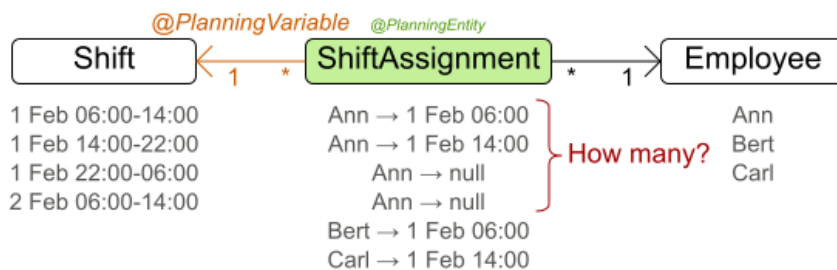 @PlanningVariable @PlanningEntity
Shift 1 * ShiftAssignment * 1 Employee
1 Feb 06:00-14:00 Ann → 1 Feb 06:00 Ann
1 Feb 14:00-22:00 Ann → 1 Feb 14:00 Bert
How many?
1 Feb 22:00-06:00 Ann → null Carl
2 Feb 06:00-14:00 Ann → null
Bert → 1 Feb 06:00
Carl → 1 Feb 14:00